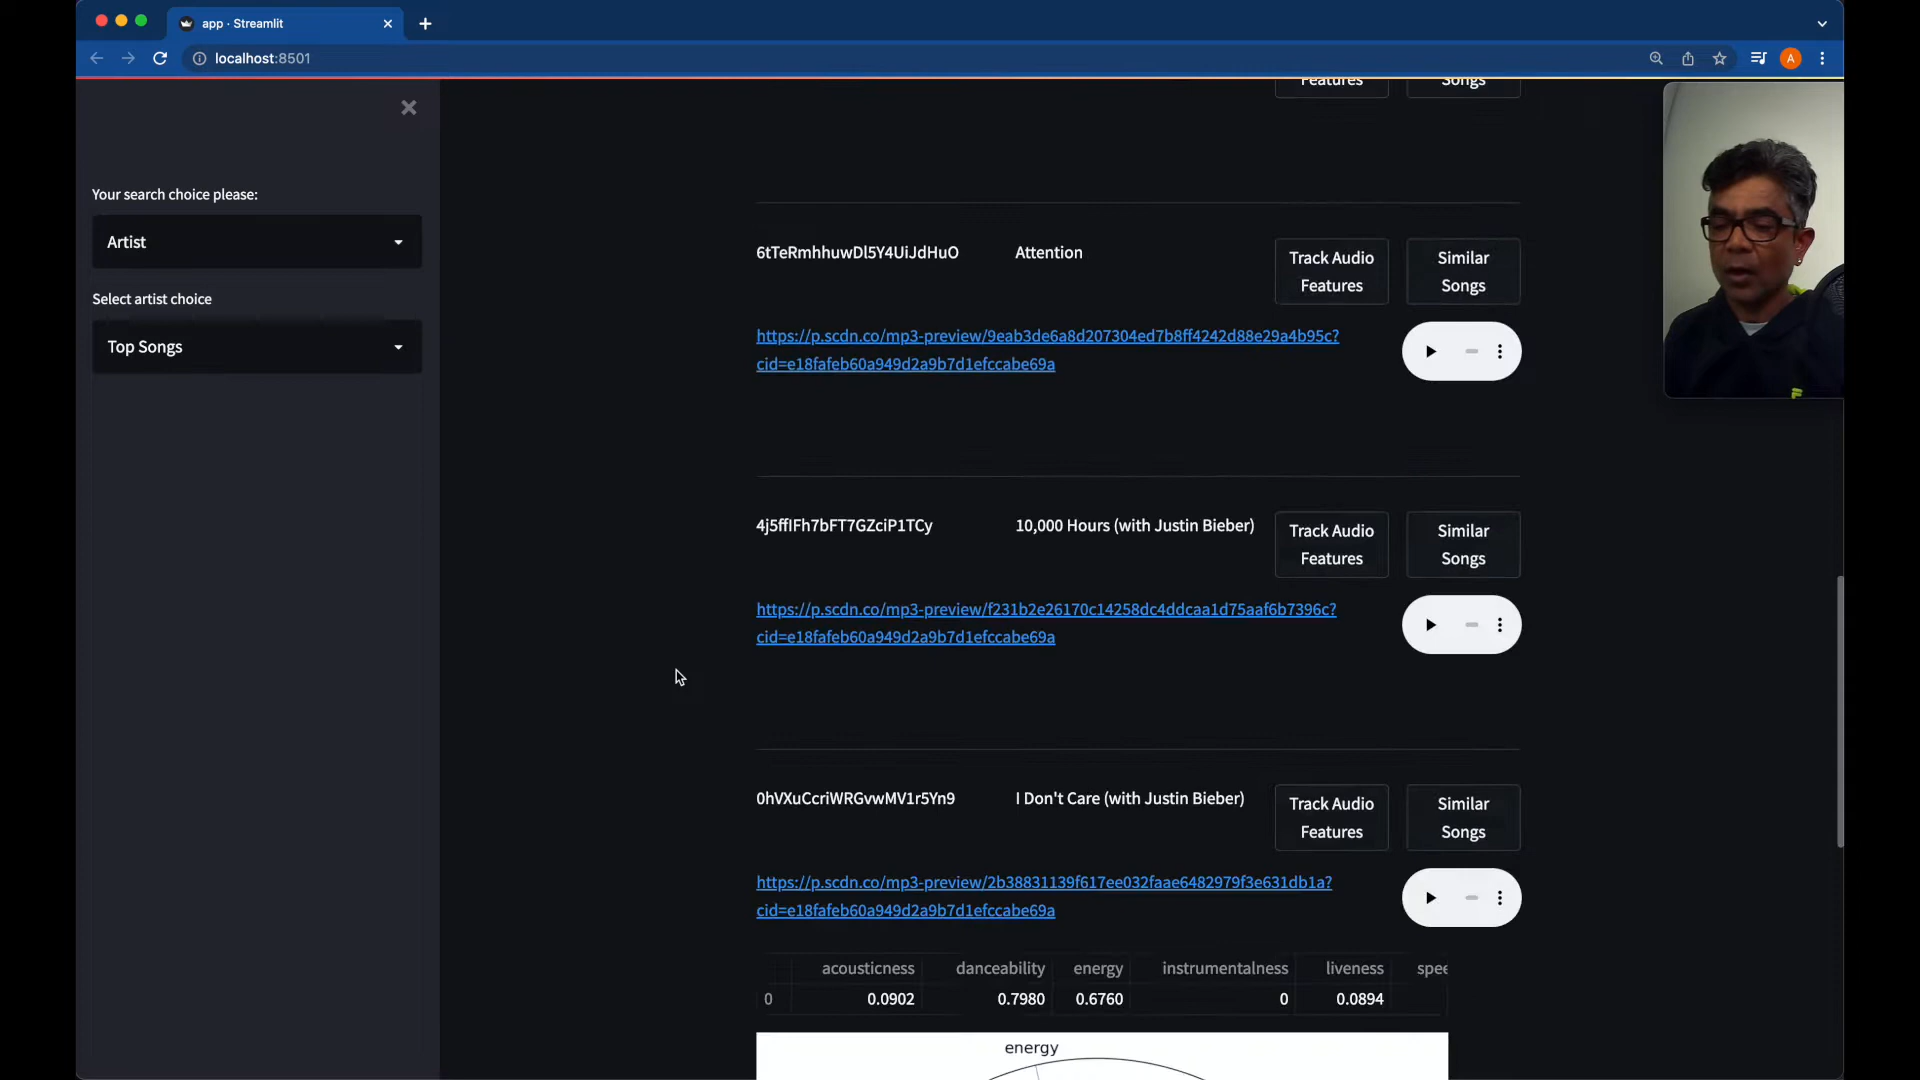 app · Streamlit
localhost:8501
A
Features
Songs
Your search choice please:
Artist
Select artist choice
Top Songs
6tTeRmhhuwDl5Y4UiJdHuO
Attention
Track Audio
Features
Similar
Songs
https://p.scdn.co/mp3-preview/9eab3de6a8d207304ed7b8ff4242d88e29a4b95c?
cid=e18fafeb60a949d2a9b7d1efccabe69a
4j5ffIFh7bFT7GZciP1TCy
10,000 Hours (with Justin Bieber)
Track Audio
Features
Similar
Songs
https://p.scdn.co/mp3-preview/f231b2e26170c14258dc4ddcaa1d75aaf6b7396c?
cid=e18fafeb60a949d2a9b7d1efccabe69a
0hVXuCcriWRGvwMV1r5Yn9
I Don't Care (with Justin Bieber)
Track Audio
Features
Similar
Songs
https://p.scdn.co/mp3-preview/2b38831139f617ee032faae6482979f3e631db1a?
cid=e18fafeb60a949d2a9b7d1efccabe69a
acousticness danceability energy instrumentalness liveness spee
0 0.0902 0.7980 0.6760 0 0.0894
energy